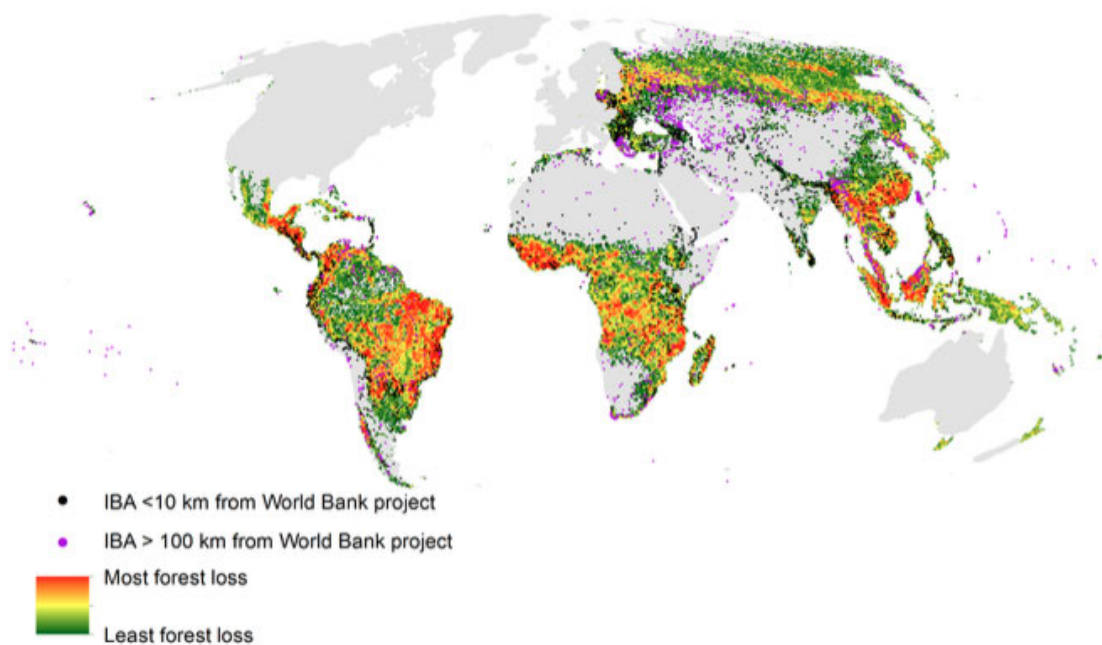 IBA <10 km from World Bank project
IBA > 100 km from World Bank project
Most forest loss
Least forest loss